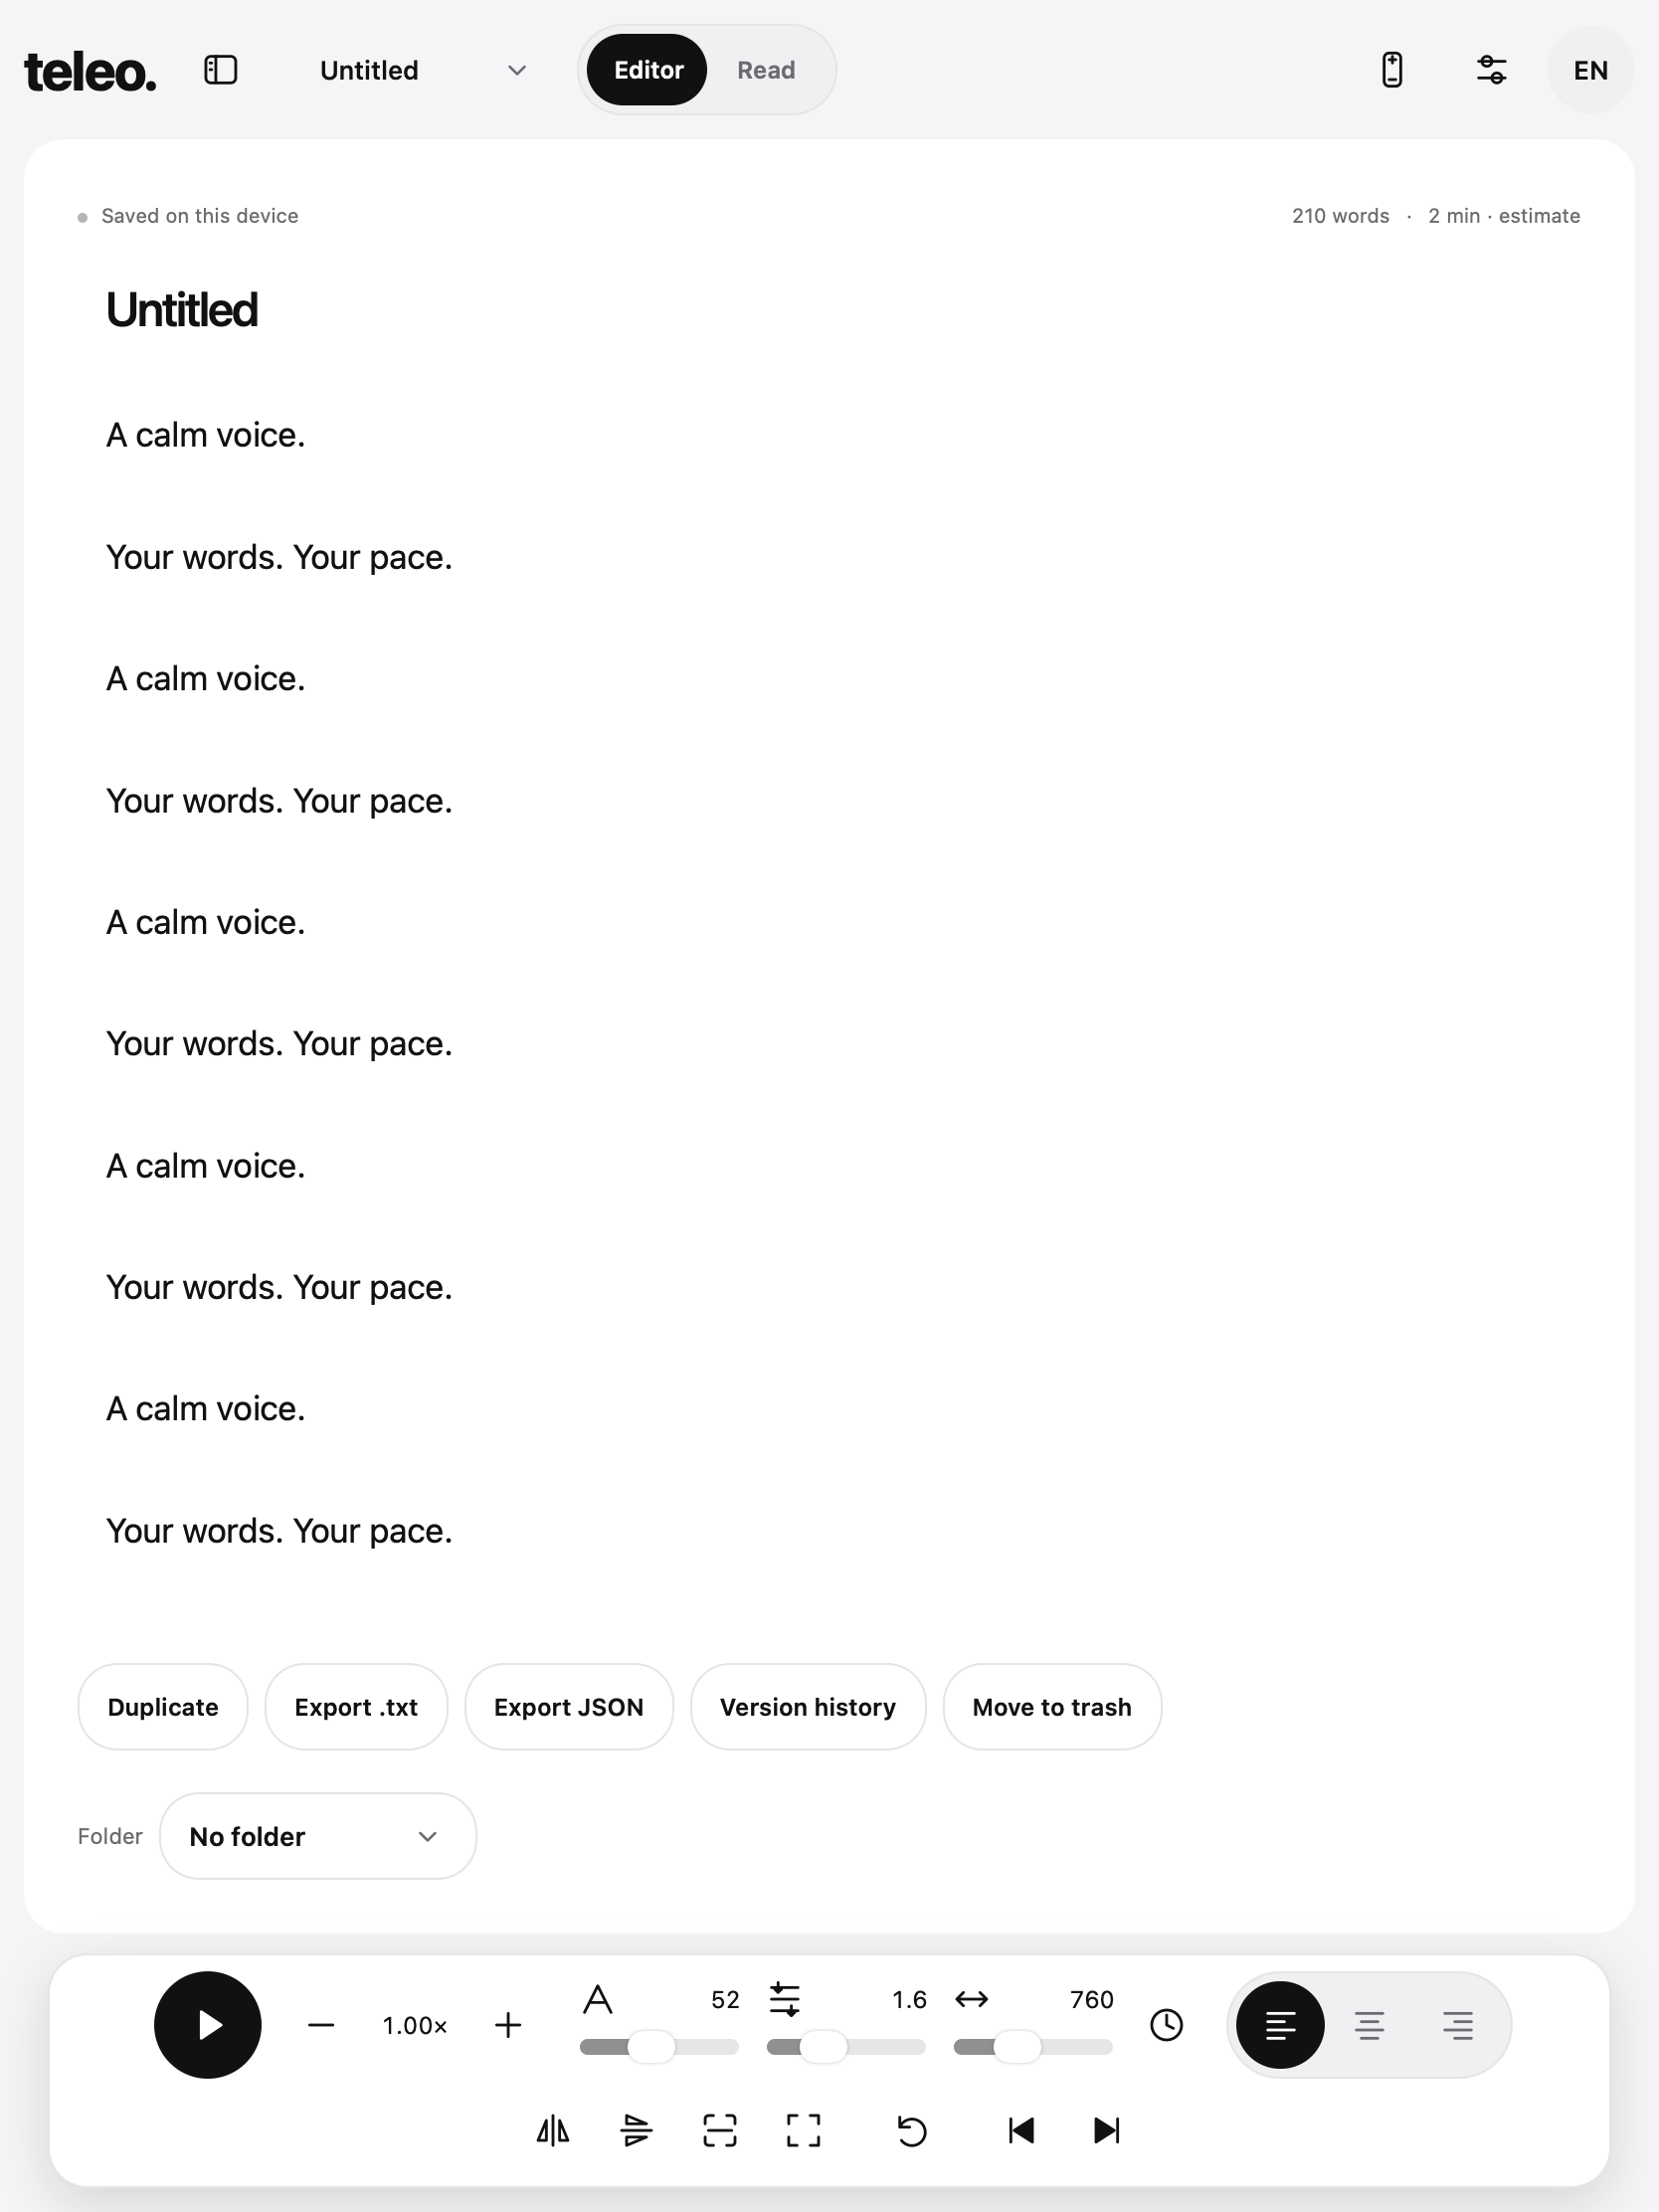 teleo.
Untitled
Editor
Read
EN
Saved on this device
210 words · 2 min · estimate
Untitled
A calm voice.
Your words. Your pace.
A calm voice.
Your words. Your pace.
A calm voice.
Your words. Your pace.
A calm voice.
Your words. Your pace.
A calm voice.
Your words. Your pace.
Duplicate
Export .txt
Export JSON
Version history
Move to trash
Folder
No folder
1.00×
52
1.6
760